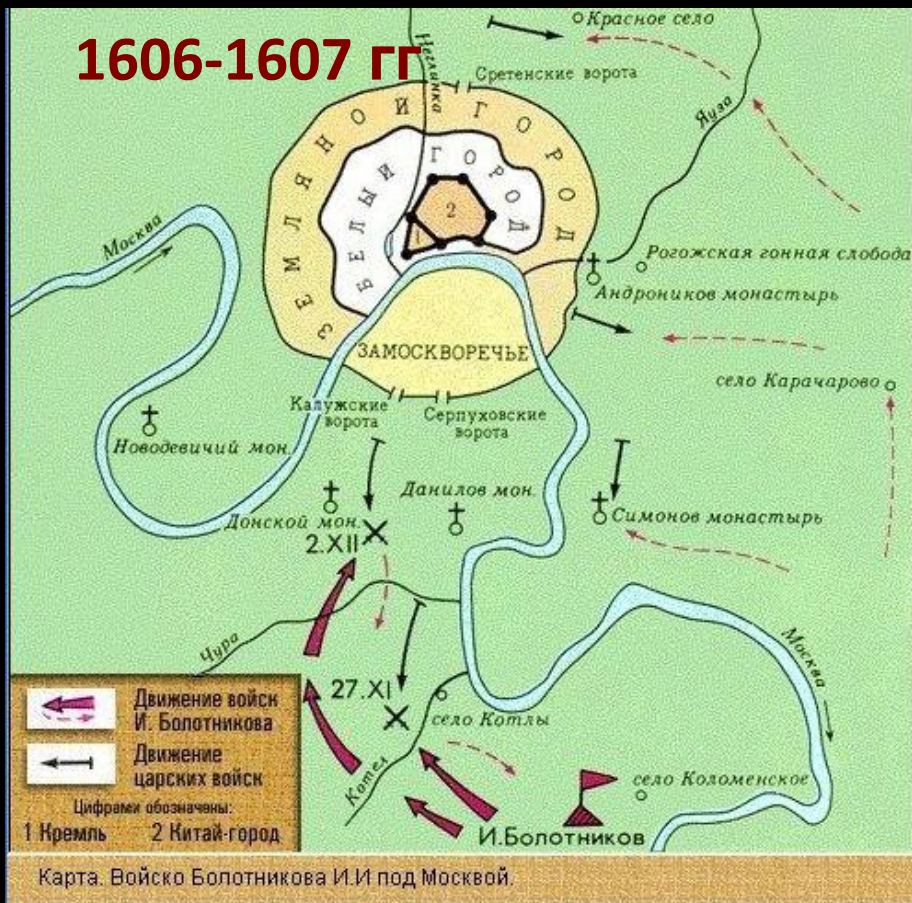 1606-1607 гг
Красное село
Неглинка
Сретенские ворота
Яуза
ЗЕМЛЯНОЙ ГОРОД
БЕЛЫЙ ГОРОД
2
1
Москва
Рогожская гонная слобода
Андроников монастырь
ЗАМОСКВОРЕЧЬЕ
село Карачарово
Калужские
ворота
Серпуховские
ворота
Новодевичий мон.
Данилов мон.
Донской мон.
Симонов монастырь
2.XII
Чура
Москва
27.XI
село Котлы
Котел
село Коломенское
И.Болотников
Движение войск
И. Болотникова
Движение
царских войск
Цифрами обозначены:
1 Кремль 2 Китай-город
Карта. Войско Болотникова И.И под Москвой.